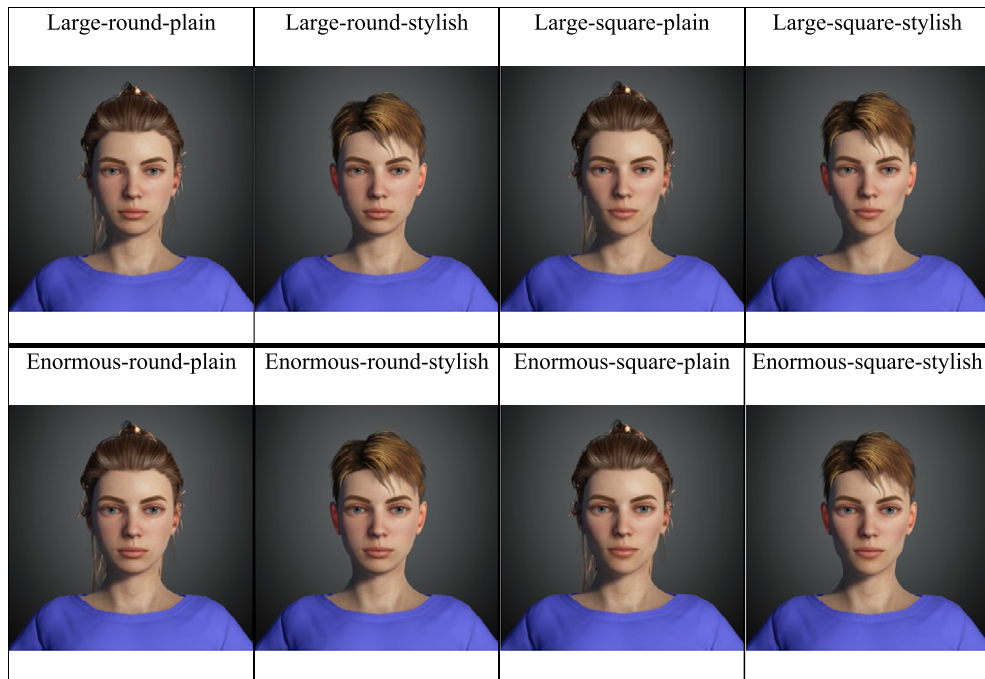 Large-round-plain
Large-round-stylish
Large-square-plain
Large-square-stylish
Enormous-round-plain
Enormous-round-stylish
Enormous-square-plain
Enormous-square-stylish